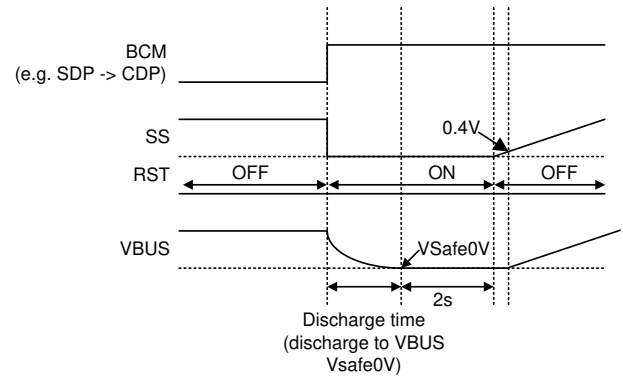 BCM
(e.g. SDP -> CDP)
0.4V
SS
RST
OFF
ON
OFF
VBUS
VSafe0V
2s
Discharge time
(discharge to VBUS
Vsafe0V)